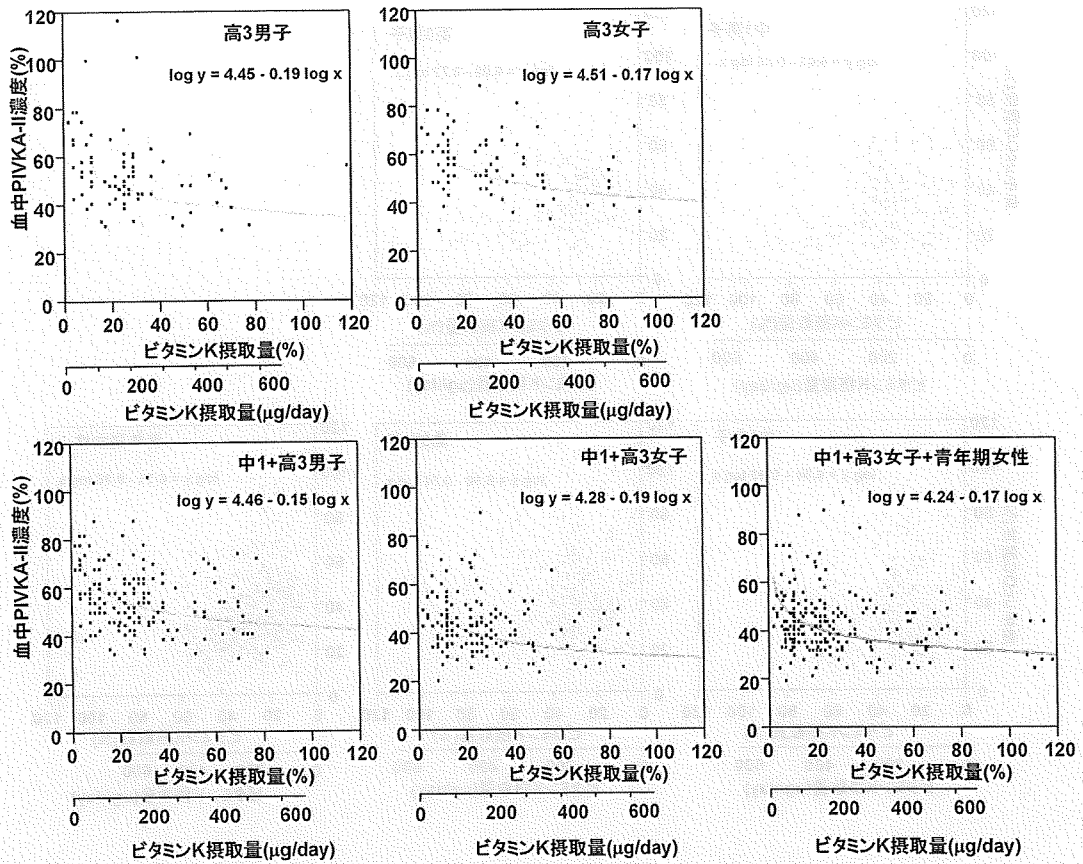 高3男子
log y = 4.45 - 0.19 log x
血中PIVKA-II濃度(%)
120
100
80
60
40
20
0
0 20 40 60 80 100 120
ビタミンK摂取量(%)
0 200 400 600
ビタミンK摂取量(μg/day)
高3女子
log y = 4.51 - 0.17 log x
120
100
80
60
40
20
0
0 20 40 60 80 100 120
ビタミンK摂取量(%)
0 200 400 600
ビタミンK摂取量(μg/day)
中1+高3男子
log y = 4.46 - 0.15 log x
血中PIVKA-II濃度(%)
120
100
80
60
40
20
0
0 20 40 60 80 100 120
ビタミンK摂取量(%)
0 200 400 600
ビタミンK摂取量(μg/day)
中1+高3女子
log y = 4.28 - 0.19 log x
120
100
80
60
40
20
0
0 20 40 60 80 100 120
ビタミンK摂取量(%)
0 200 400 600
ビタミンK摂取量(μg/day)
中1+高3女子+青年期女性
log y = 4.24 - 0.17 log x
120
100
80
60
40
20
0
0 20 40 60 80 100 120
ビタミンK摂取量(%)
0 200 400 600
ビタミンK摂取量(μg/day)